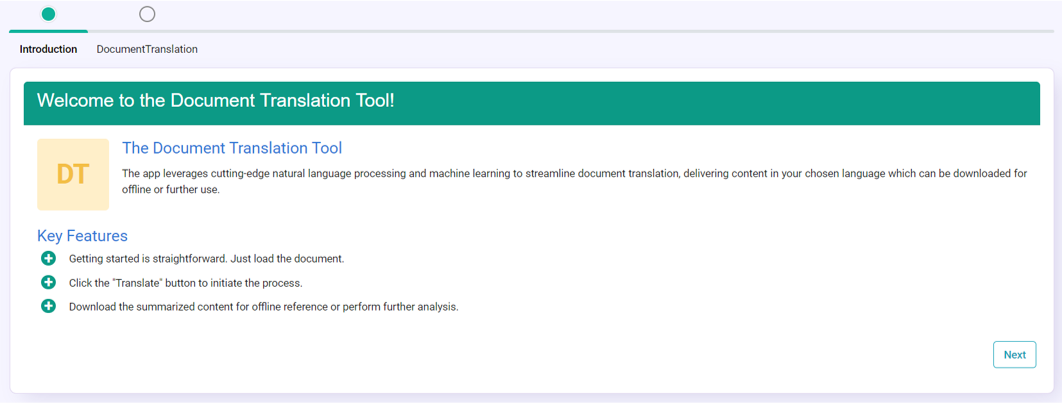 Introduction
DocumentTranslation
Welcome to the Document Translation Tool!
DT
The Document Translation Tool
The app leverages cutting-edge natural language processing and machine learning to streamline document translation, delivering content in your chosen language which can be downloaded for
offline or further use.
Key Features
Getting started is straightforward. Just load the document.
Click the "Translate" button to initiate the process.
Download the summarized content for offline reference or perform further analysis.
Next